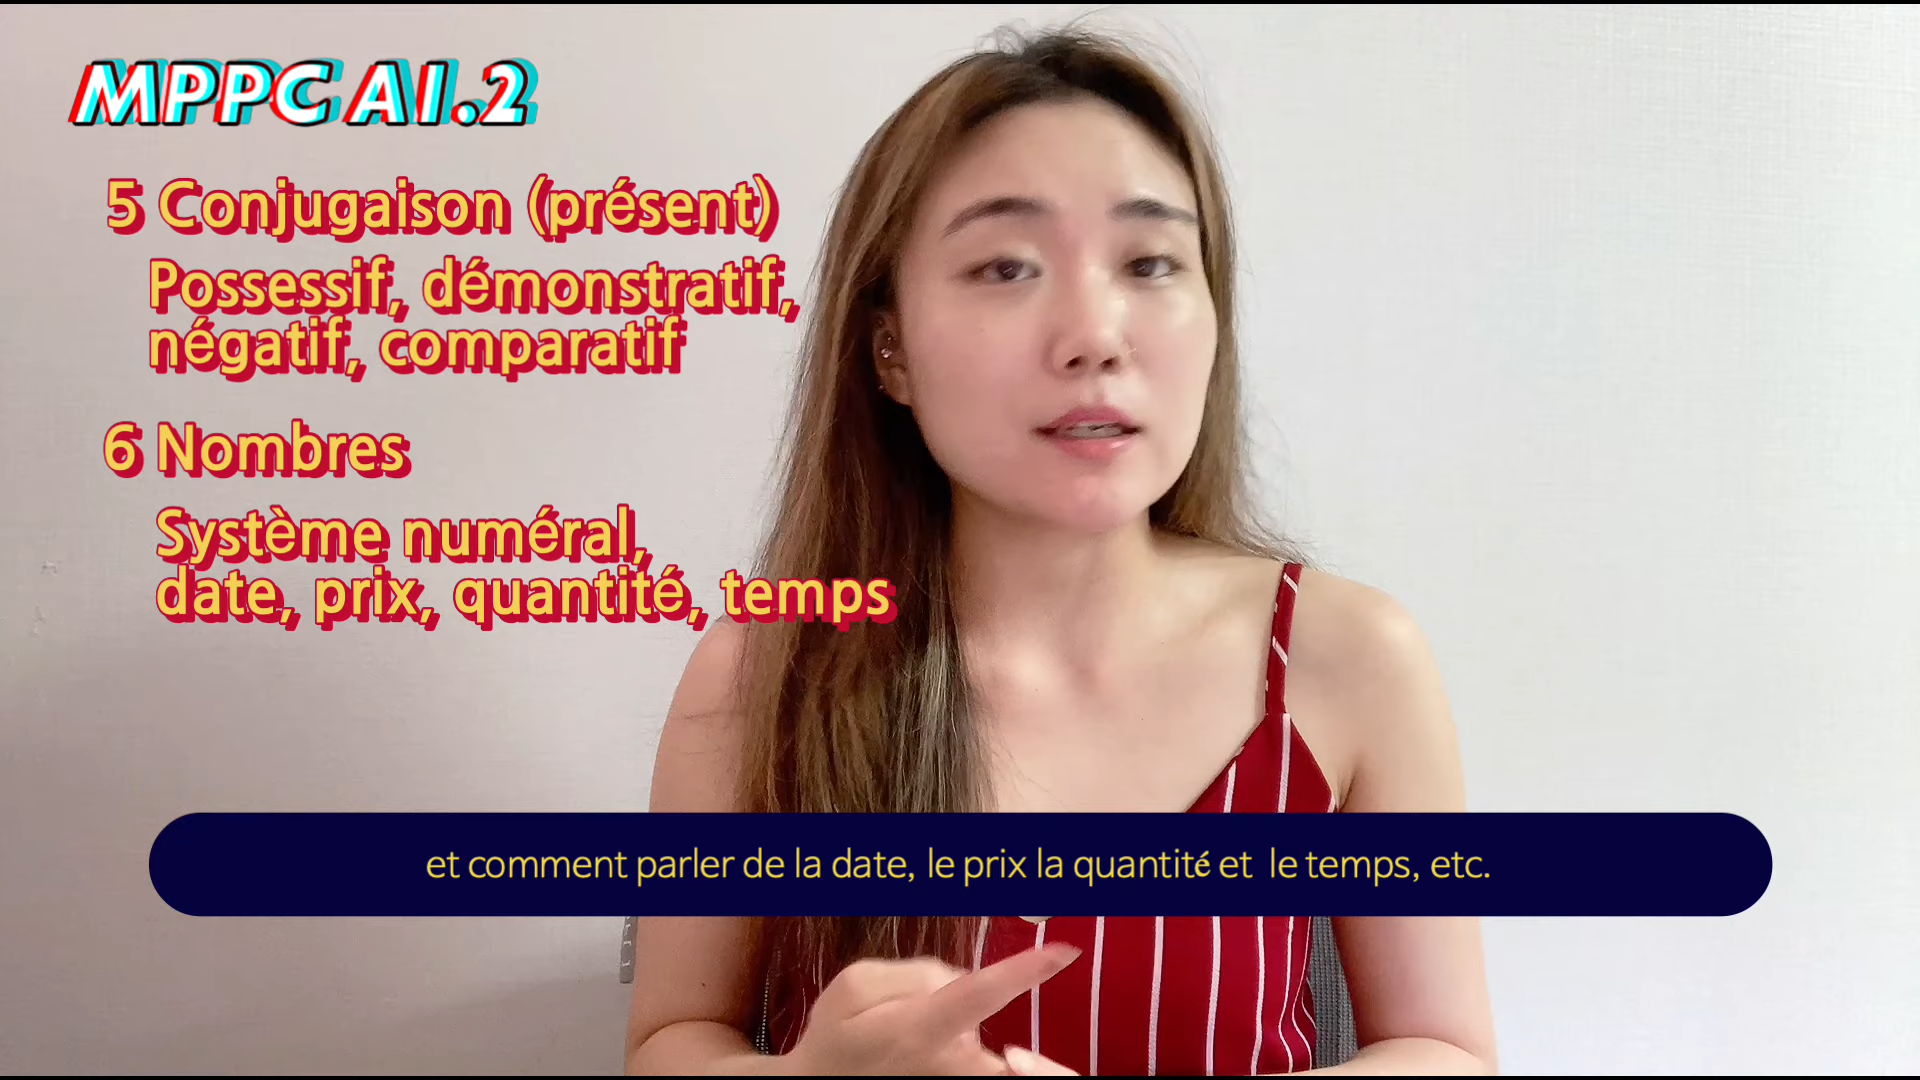 MPPC A1.2
5 Conjugaison (présent)
Possessif, démonstratif,
négatif, comparatif
6 Nombres
Système numéral,
date, prix, quantité, temps
et comment parler de la date, le prix la quantité et le temps, etc.